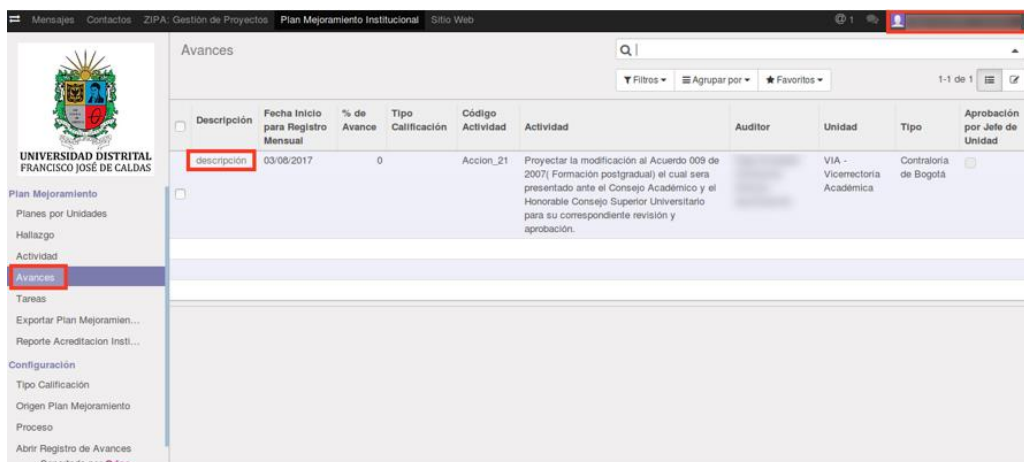 Mensajes Contactos ZIPA: Gestión de Proyectos Plan Mejoramiento Institucional Sitio Web @ 1
Avances
Filtros Agrupar por Favoritos 1-1 de 1
UNIVERSIDAD DISTRITAL
FRANCISCO JOSÉ DE CALDAS
Plan Mejoramiento
Planes por Unidades
Hallazgo
Actividad
Avances
Tareas
Exportar Plan Mejoramien...
Reporte Acreditacion Insti...
Configuración
Tipo Calificación
Origen Plan Mejoramiento
Proceso
Abrir Registro de Avances
Descripción
Fecha Inicio
para Registro
Mensual
% de
Avance
Tipo
Calificación
Código
Actividad
Actividad
Auditor
Unidad
Tipo
Aprobación
por Jefe de
Unidad
descripción
03/08/2017
0
Accion_21
Proyectar la modificación al Acuerdo 009 de
2007( Formación postgradual) el cual sera
presentado ante el Consejo Académico y el
Honorable Consejo Superior Universitario
para su correspondiente revisión y
aprobación.
VIA -
Vicerrectoria
Académica
Contraloría
de Bogotá